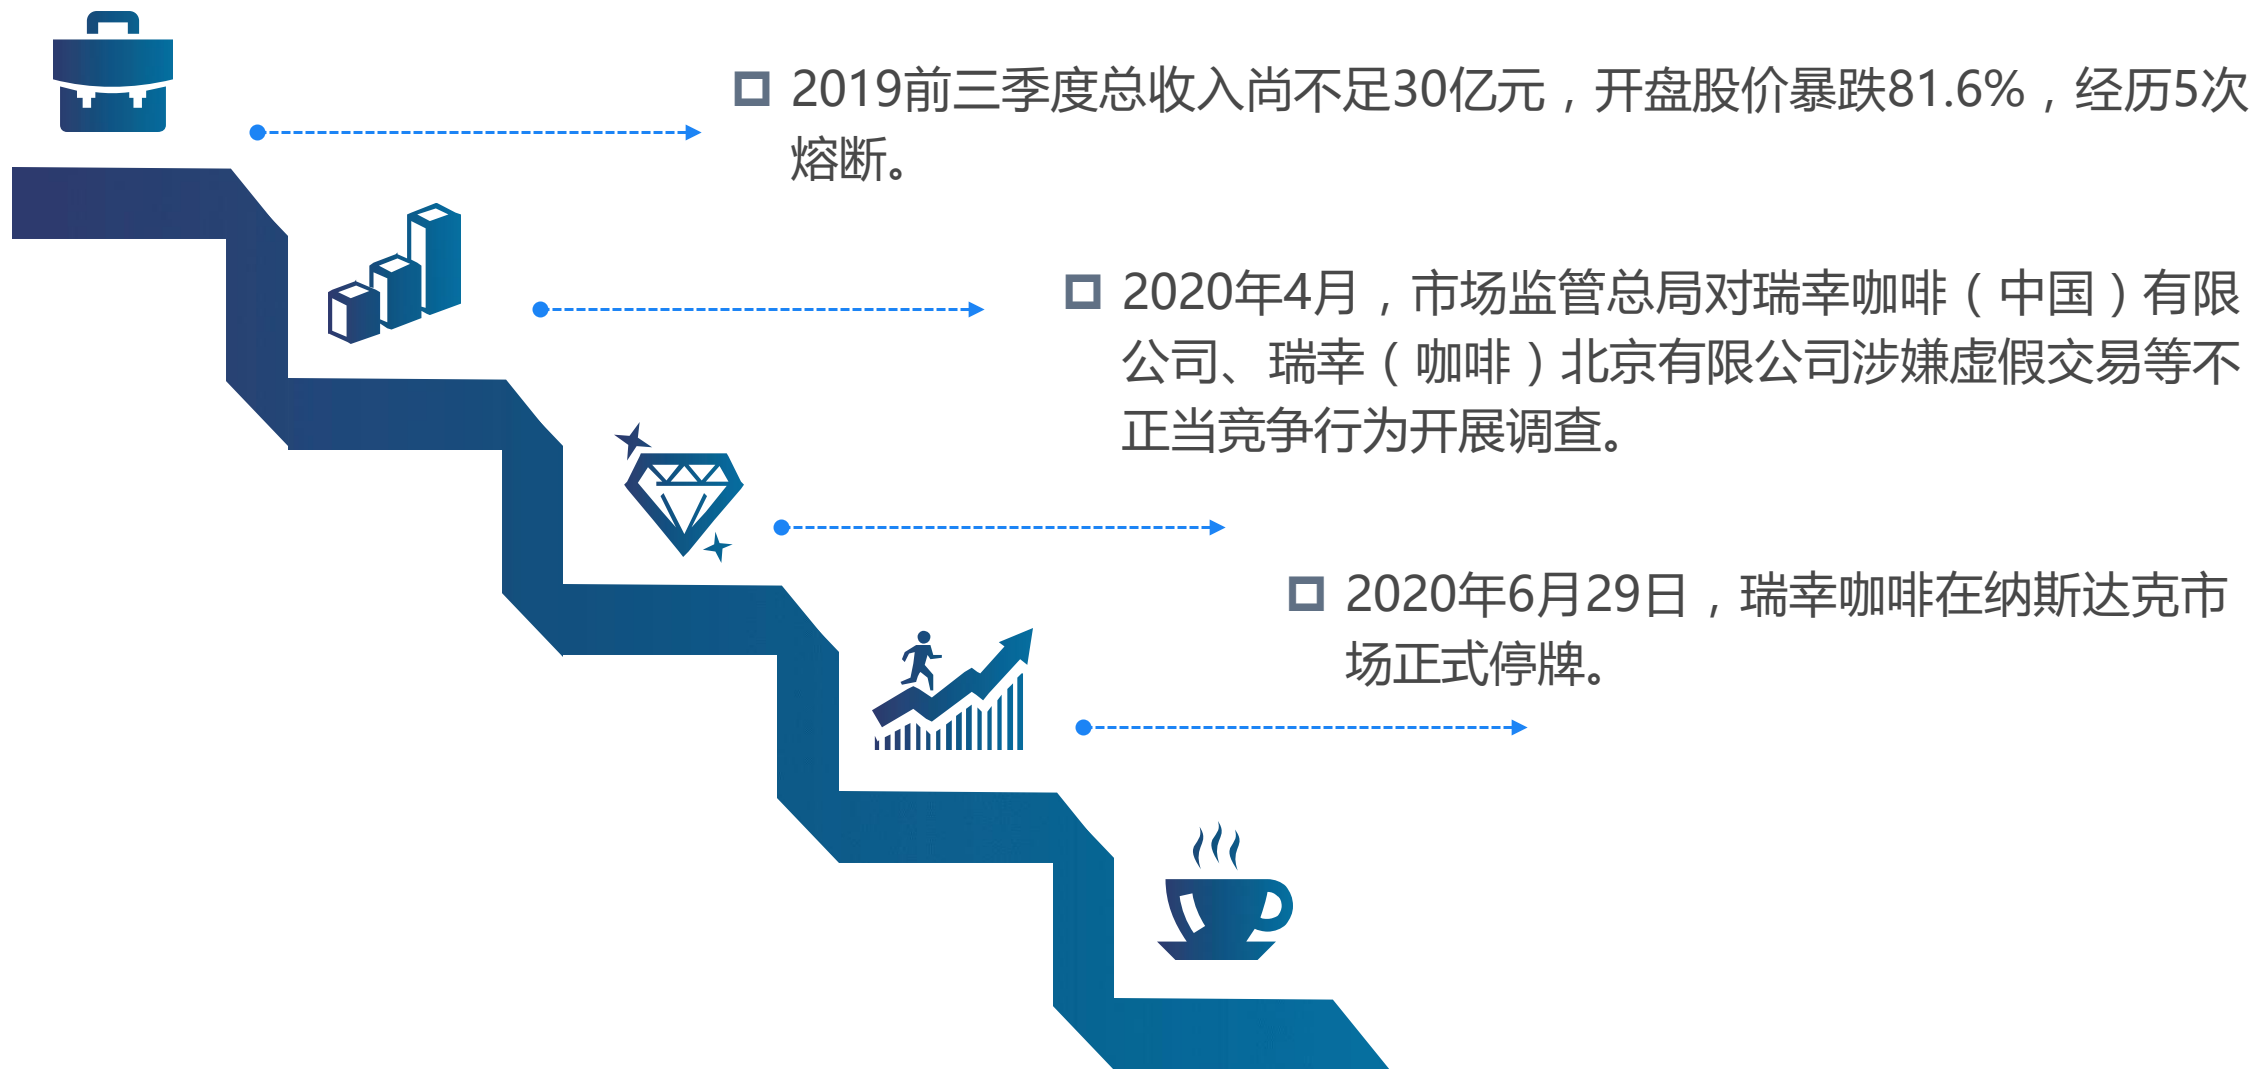 2019前三季度总收入尚不足30亿元，开盘股价暴跌81.6%，经历5次
熔断。
2020年4月，市场监管总局对瑞幸咖啡（中国）有限
公司、瑞幸（咖啡）北京有限公司涉嫌虚假交易等不
正当竞争行为开展调查。
2020年6月29日，瑞幸咖啡在纳斯达克市
场正式停牌。